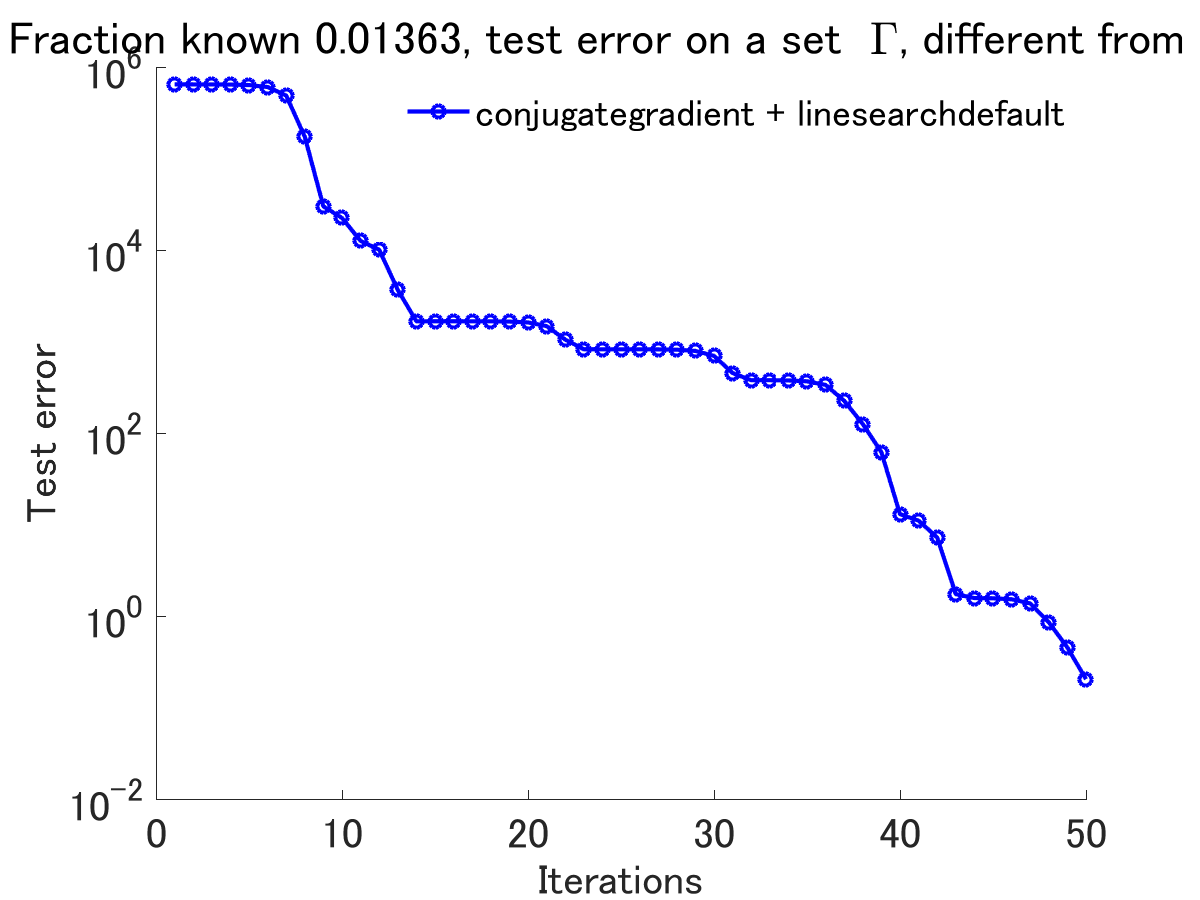 Fraction known 0.01363, test error on a set Γ, different from
conjugategradient + linesearchdefault
Test error
10^6
10^4
10^2
10^0
10^-2
0 10 20 30 40 50
Iterations